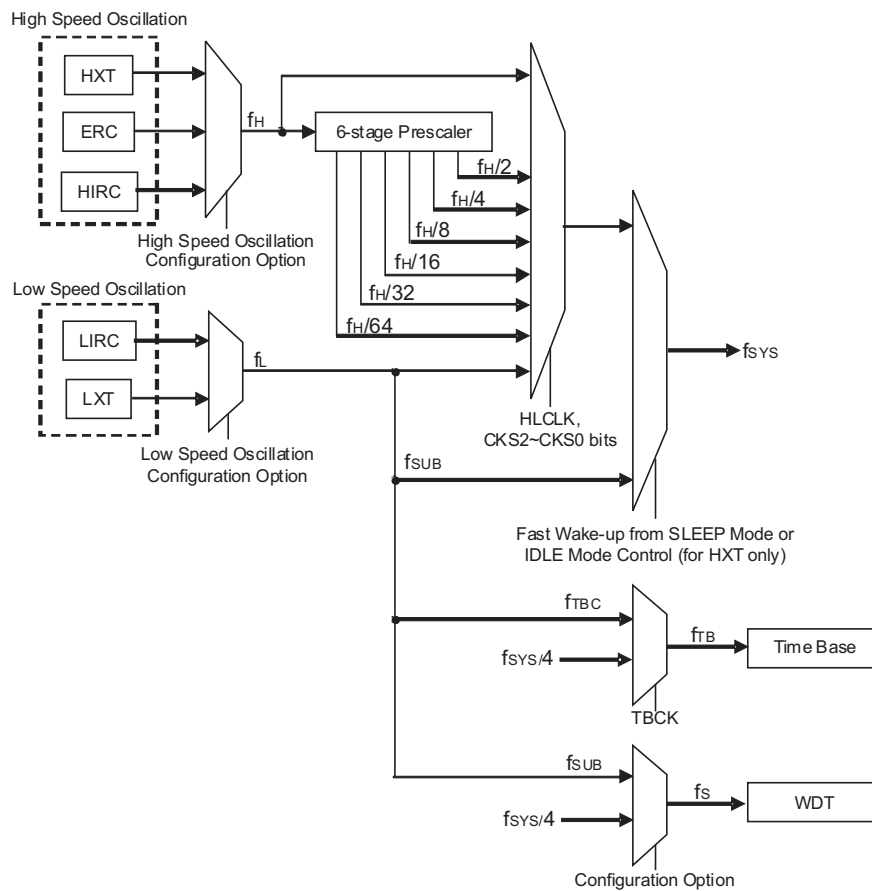 High Speed Oscillation
HXT
ERC
HIRC
fH
6-stage Prescaler
fH/2
fH/4
fH/8
fH/16
fH/32
fH/64
High Speed Oscillation
Configuration Option
Low Speed Oscillation
LIRC
LXT
fL
Low Speed Oscillation
Configuration Option
HLCLK,
CKS2~CKS0 bits
fSYS
fSUB
Fast Wake-up from SLEEP Mode or
IDLE Mode Control (for HXT only)
fTBC
fSYS/4
fTB
Time Base
TBCK
fSUB
fSYS/4
fS
WDT
Configuration Option